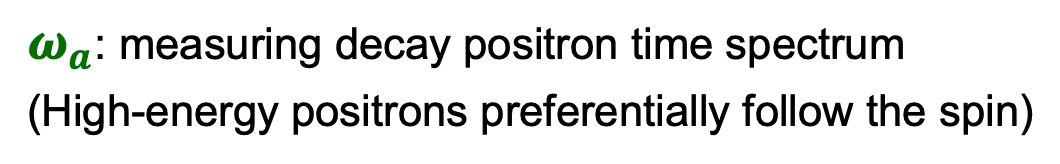 ωₐ: measuring decay positron time spectrum
(High-energy positrons preferentially follow the spin)